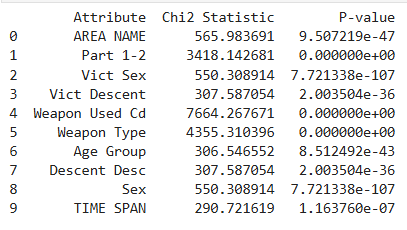 Attribute Chi2 Statistic P-value
0 AREA NAME 565.983691 9.507219e-47
1 Part 1-2 3418.142681 0.000000e+00
2 Vict Sex 550.308914 7.721338e-107
3 Vict Descent 307.587054 2.003504e-36
4 Weapon Used Cd 7664.267671 0.000000e+00
5 Weapon Type 4355.310396 0.000000e+00
6 Age Group 306.546552 8.512492e-43
7 Descent Desc 307.587054 2.003504e-36
8 Sex 550.308914 7.721338e-107
9 TIME SPAN 290.721619 1.163760e-07